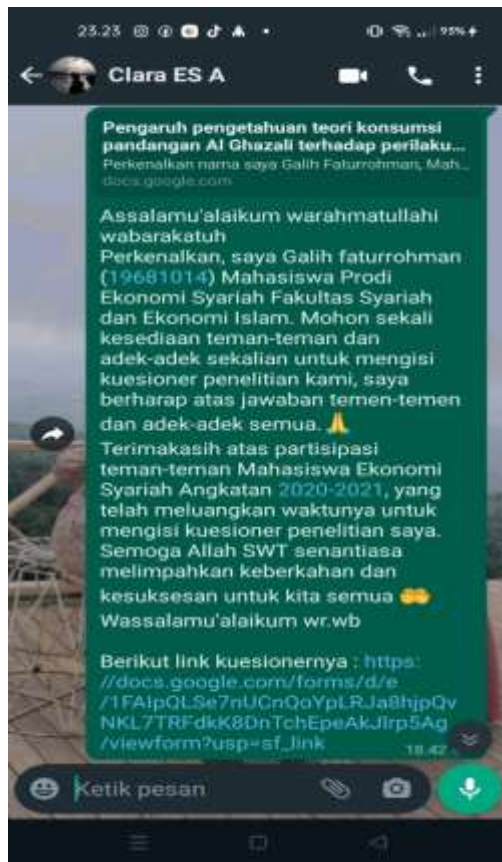 23.23
95%
Clara ES A
Pengaruh pengetahuan teori konsumsi
pandangan Al Ghazali terhadap perilaku...
Perkenalkan nama saya Galih Faturrohman, Mah...
docs.google.com
Assalamu'alaikum warahmatullahi
wabarakatuh
Perkenalkan, saya Galih faturrohman
(19681014) Mahasiswa Prodi
Ekonomi Syariah Fakultas Syariah
dan Ekonomi Islam. Mohon sekali
kesediaan teman-teman dan
adek-adek sekalian untuk mengisi
kuesioner penelitian kami, saya
berharap atas jawaban temen-temen
dan adek-adek semua. 🙏
Terimakasih atas partisipasi
teman-teman Mahasiswa Ekonomi
Syariah Angkatan 2020-2021, yang
telah meluangkan waktunya untuk
mengisi kuesioner penelitian saya.
Semoga Allah SWT senantiasa
melimpahkan keberkahan dan
kesuksesan untuk kita semua 🤲
Wassalamu'alaikum wr.wb
Berikut link kuesionernya : https:
//docs.google.com/forms/d/e
/viewform?usp=sf_link
18.42
Ketik pesan